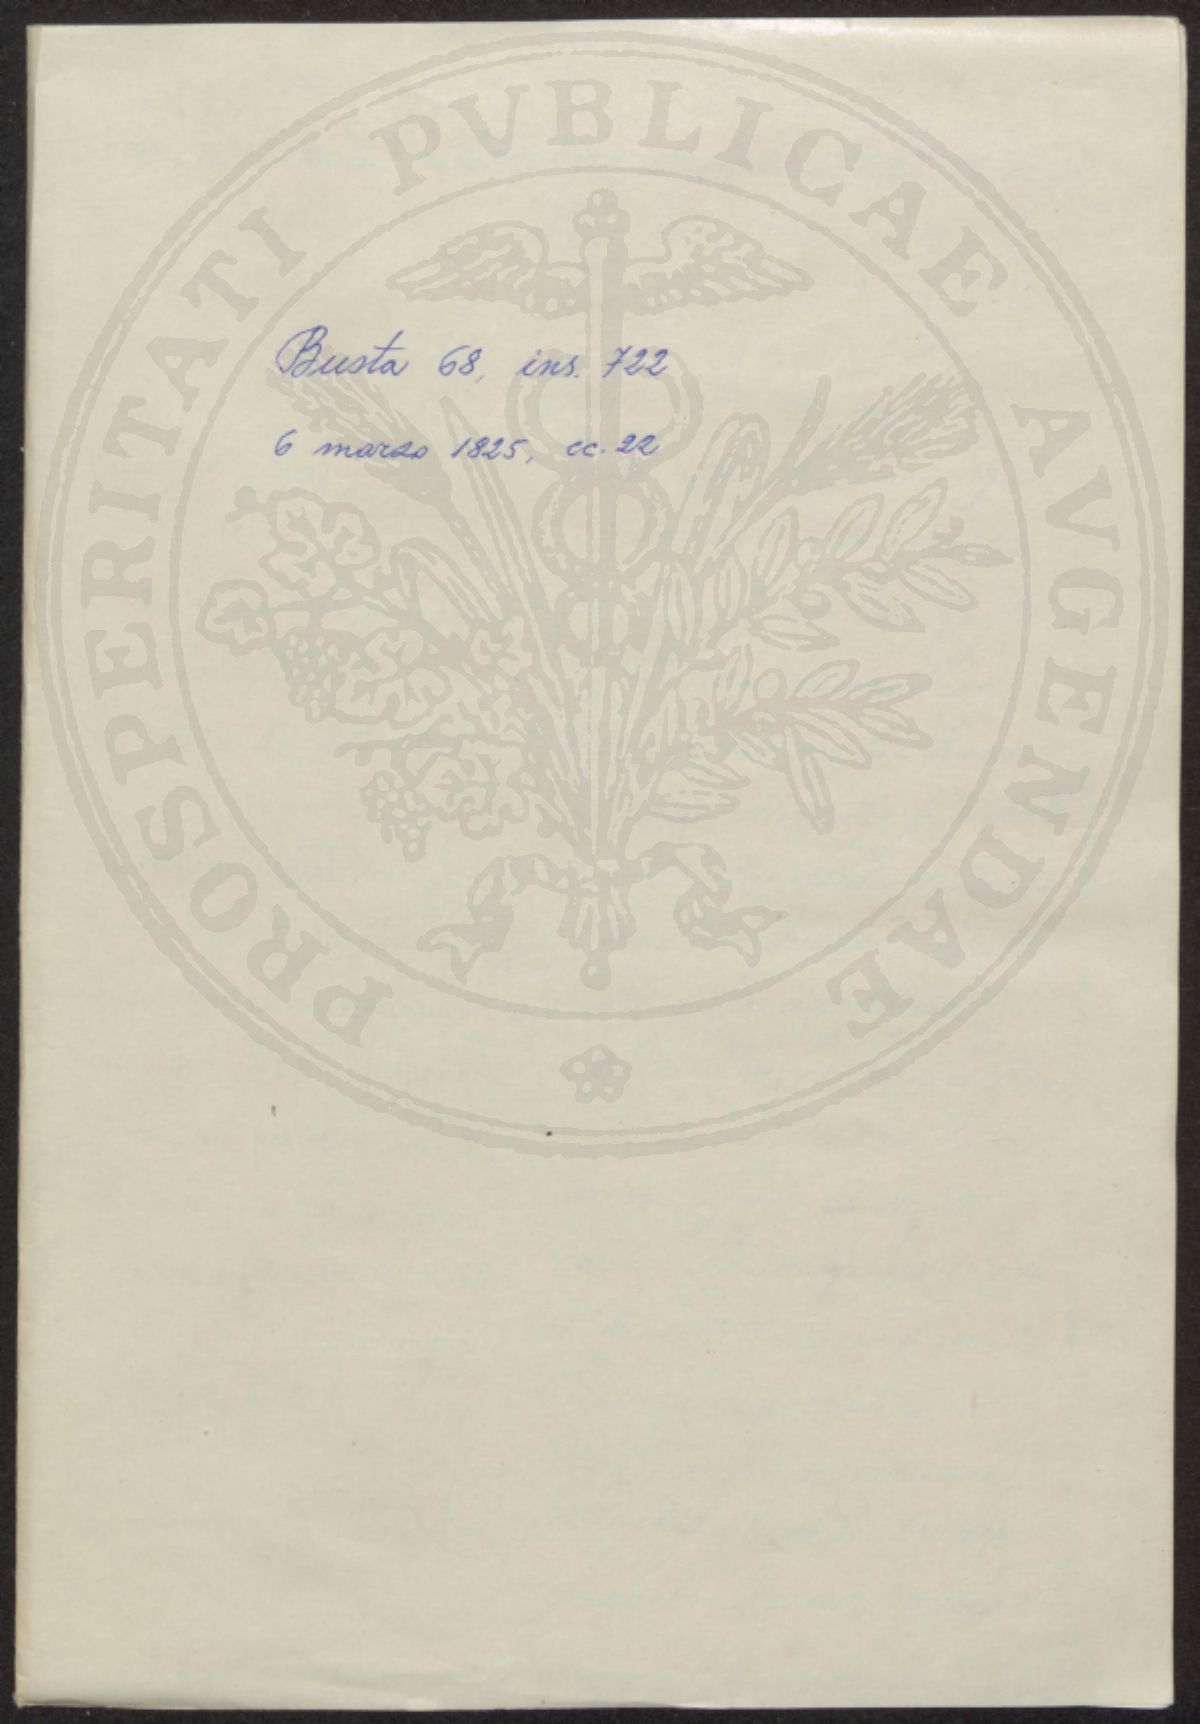 PROSPERITATI PVBLICAE AVGENDAE
Busta 68, ins. 722
6 marzo 1825, cc. 22